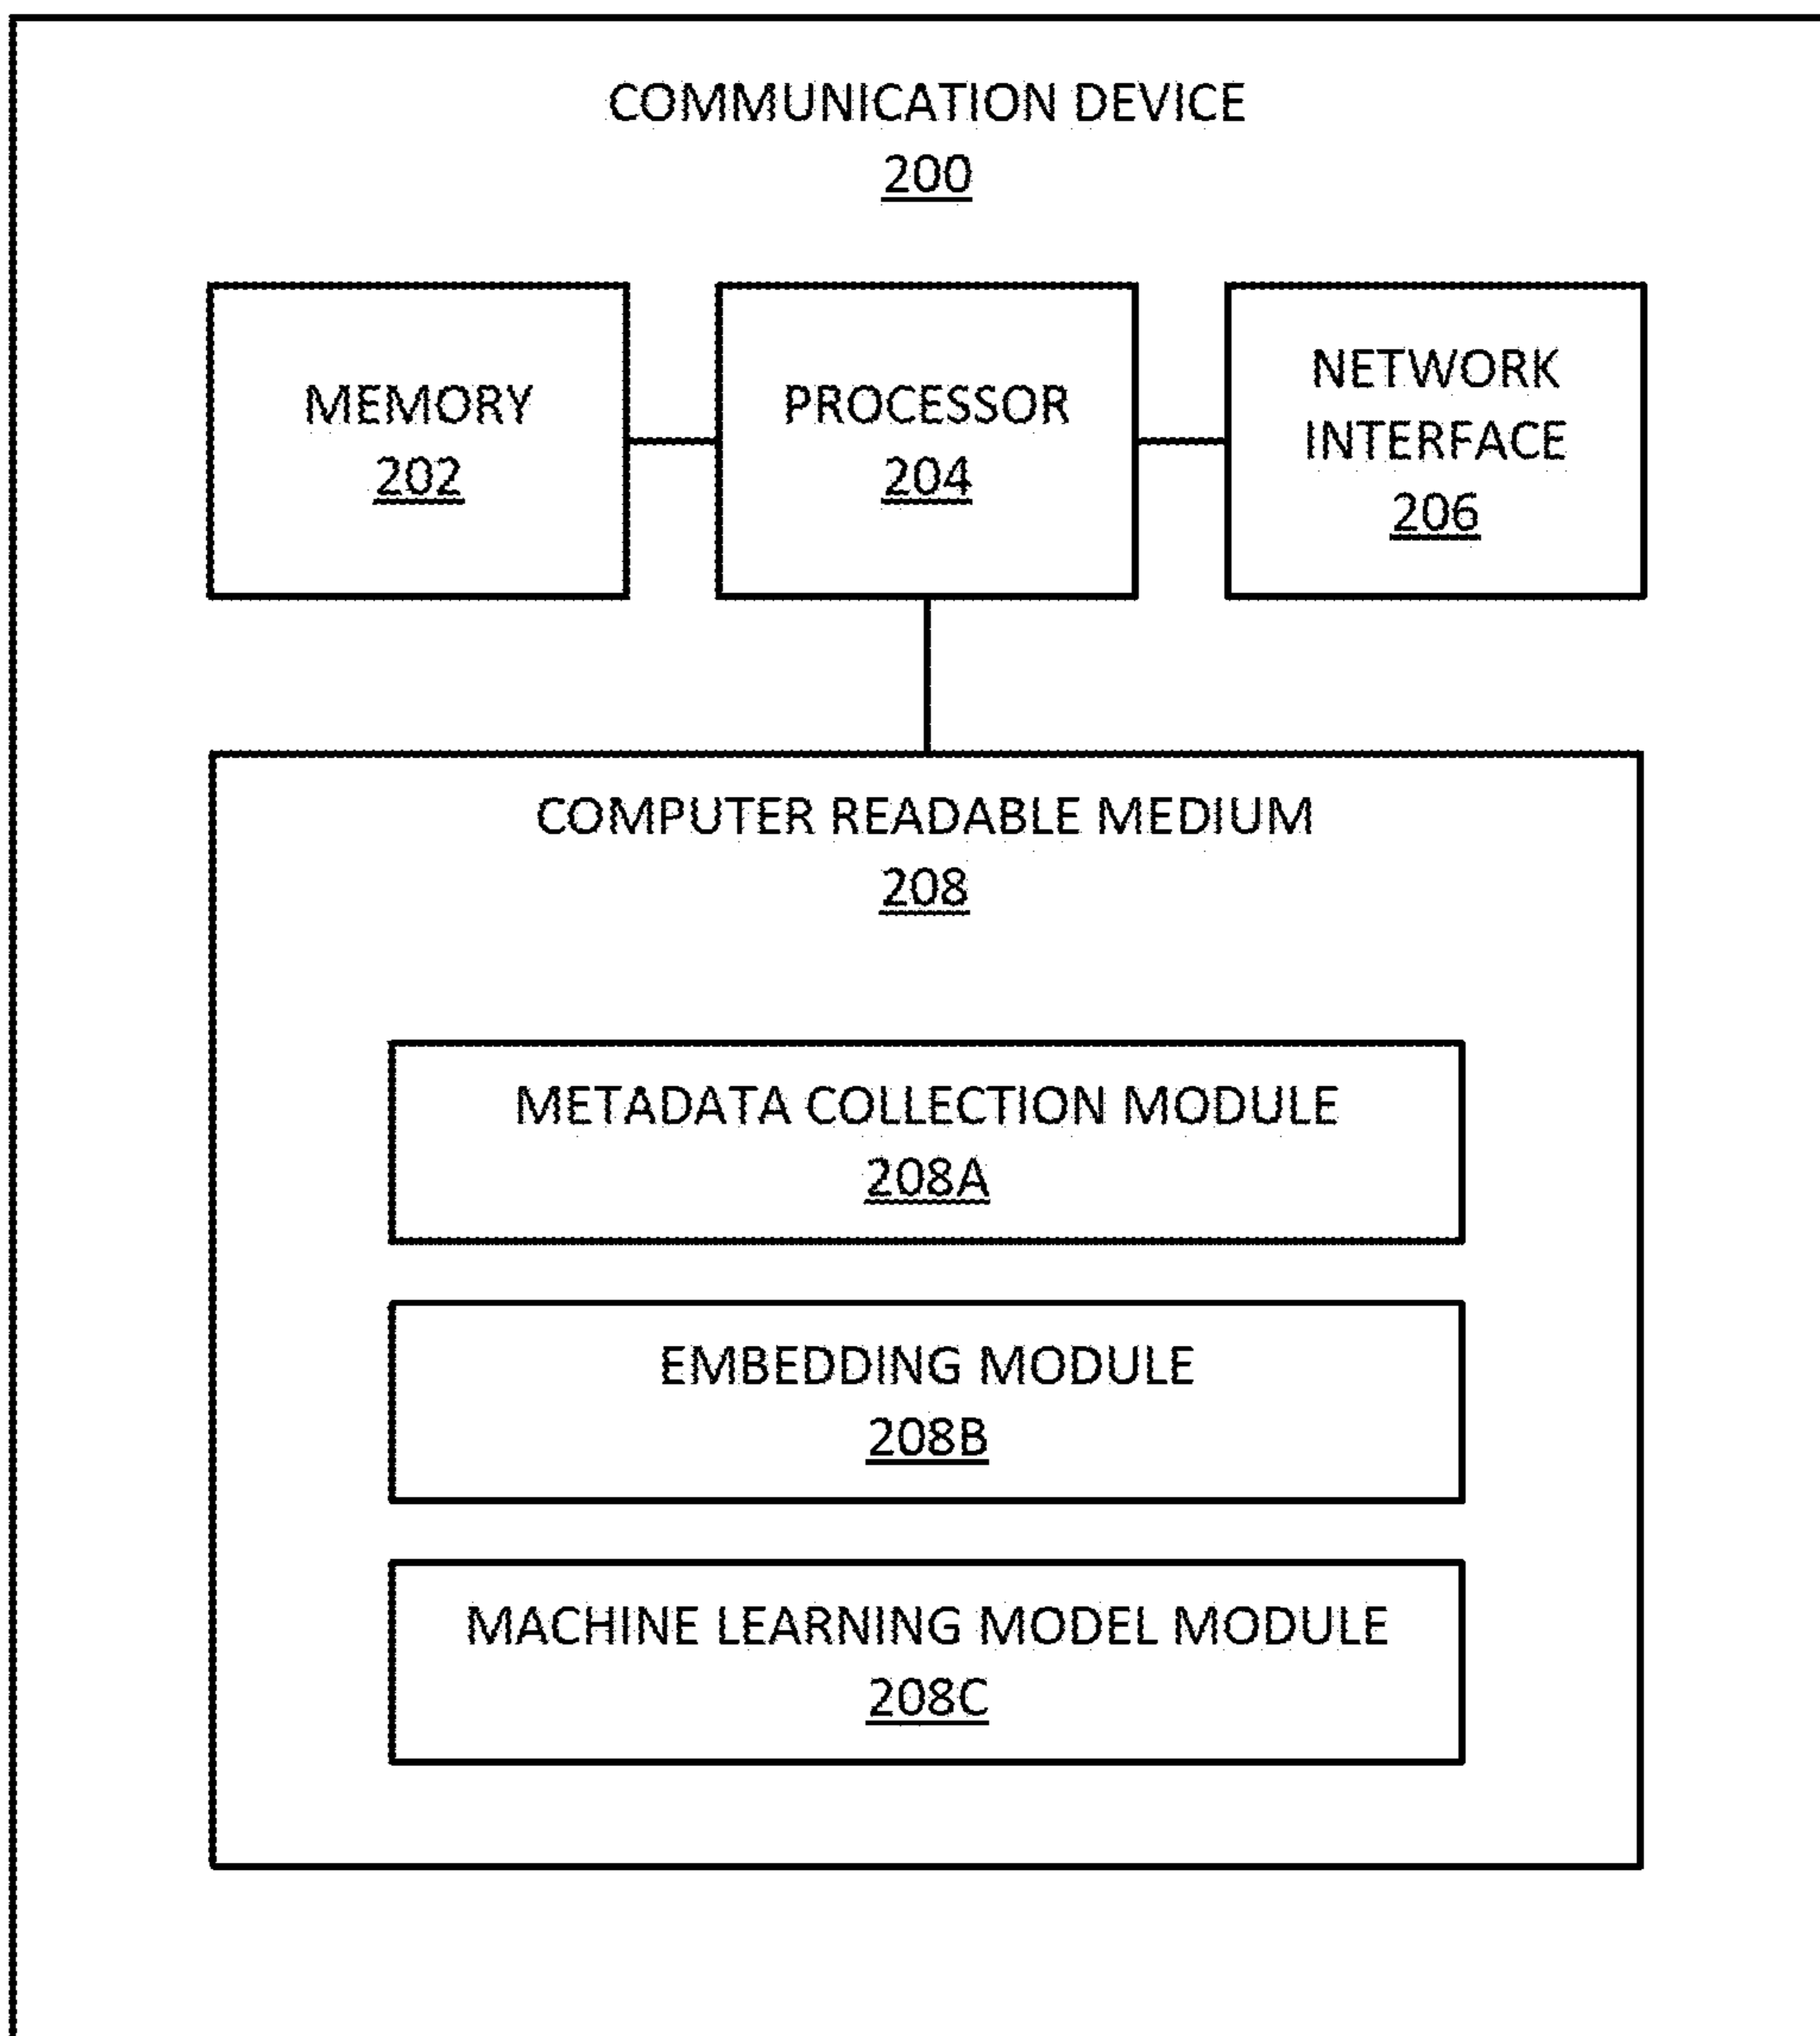 COMMUNICATION DEVICE
200
MEMORY
202
PROCESSOR
204
NETWORK
INTERFACE
206
COMPUTER READABLE MEDIUM
208
METADATA COLLECTION MODULE
208A
EMBEDDING MODULE
208B
MACHINE LEARNING MODEL MODULE
208C